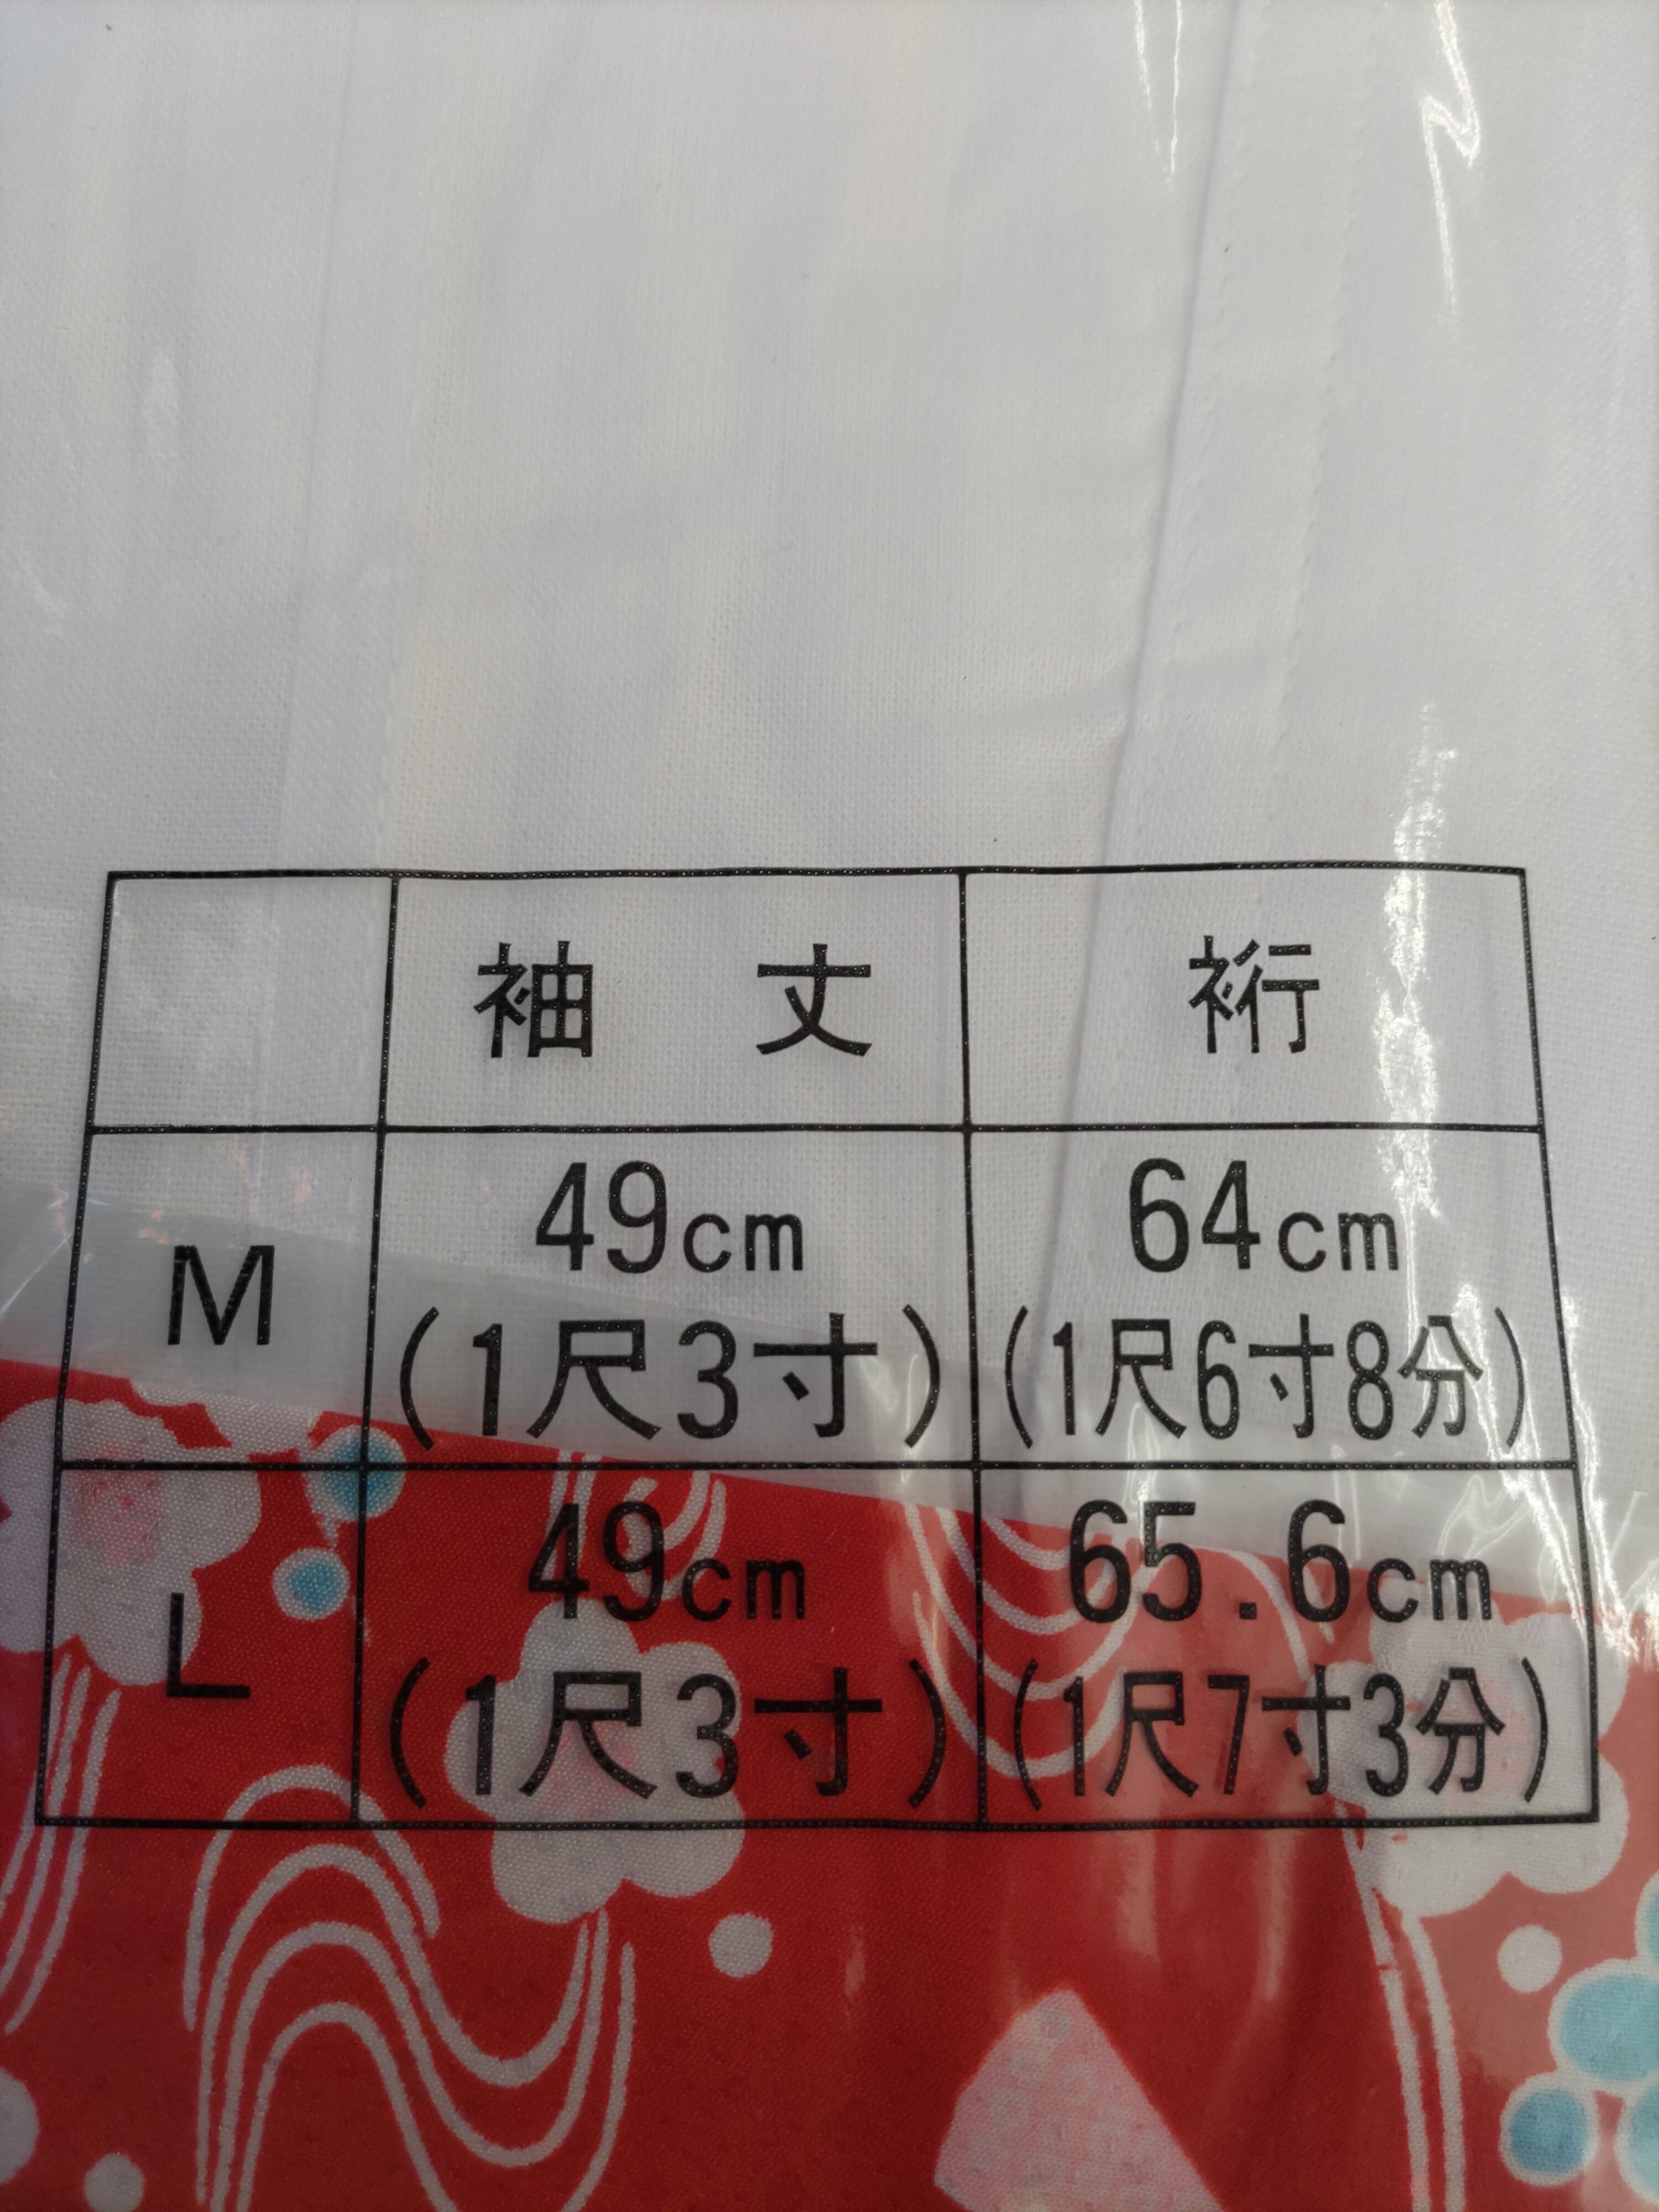 袖 丈 裄
M 49cm 64cm
(1尺3寸) (1尺6寸8分)
L 49cm 65.6cm
(1尺3寸) (1尺7寸3分)